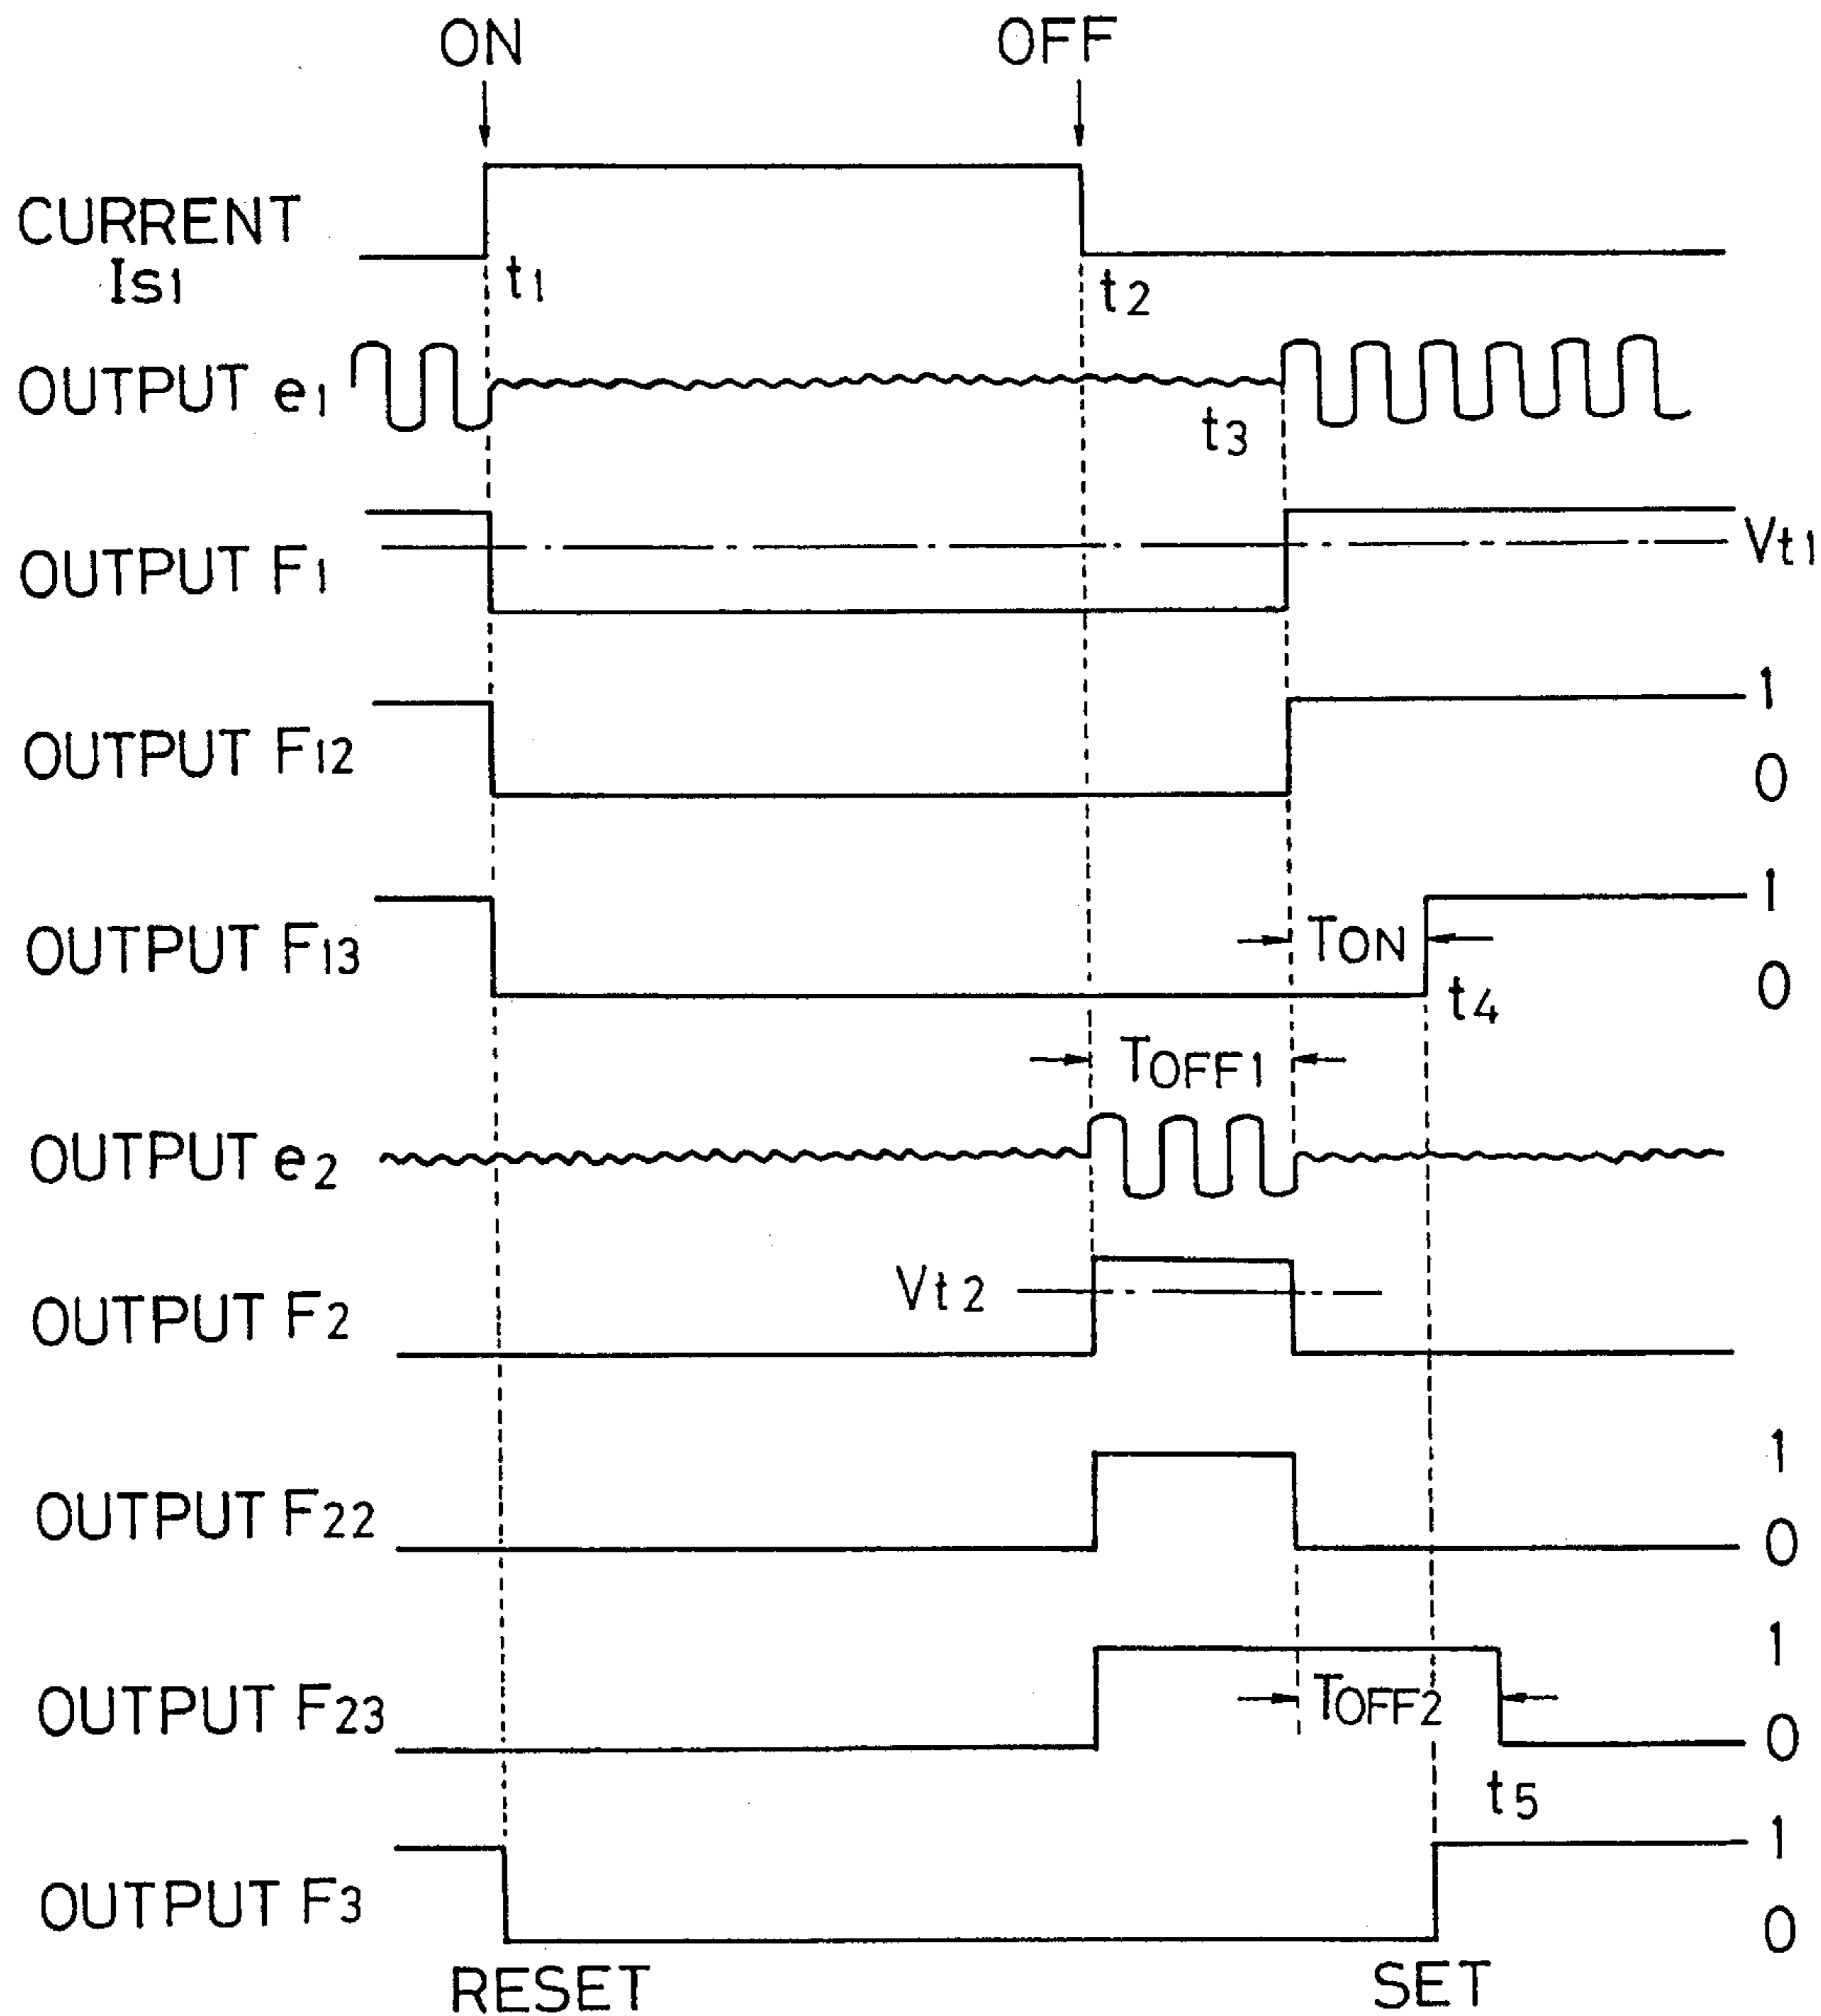 ON OFF
CURRENT
Is1
t1 t2
OUTPUT e1
t3
OUTPUT F1
Vt1
OUTPUT F12
1
0
OUTPUT F13
TON
1
t4
0
TOFF1
OUTPUT e2
Vt2
OUTPUT F2
OUTPUT F22
1
0
OUTPUT F23
TOFF2
1
0
t5
OUTPUT F3
1
0
RESET SET